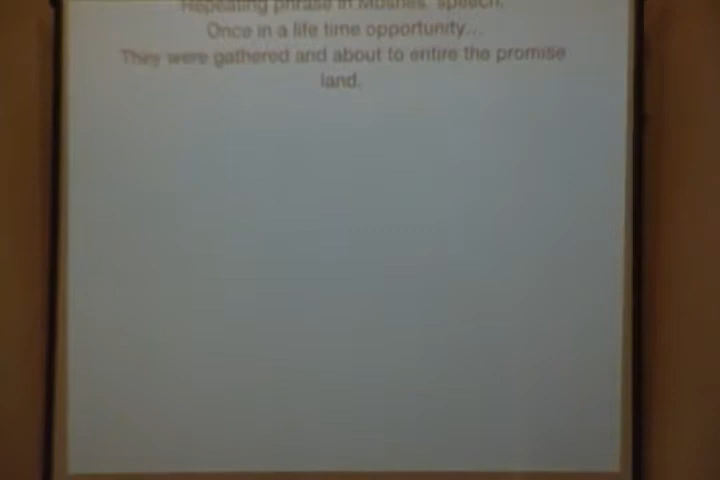 Repeating phrase in Moshes' speech.
Once in a life time opportunity...
They were gathered and about to entire the promise
land.